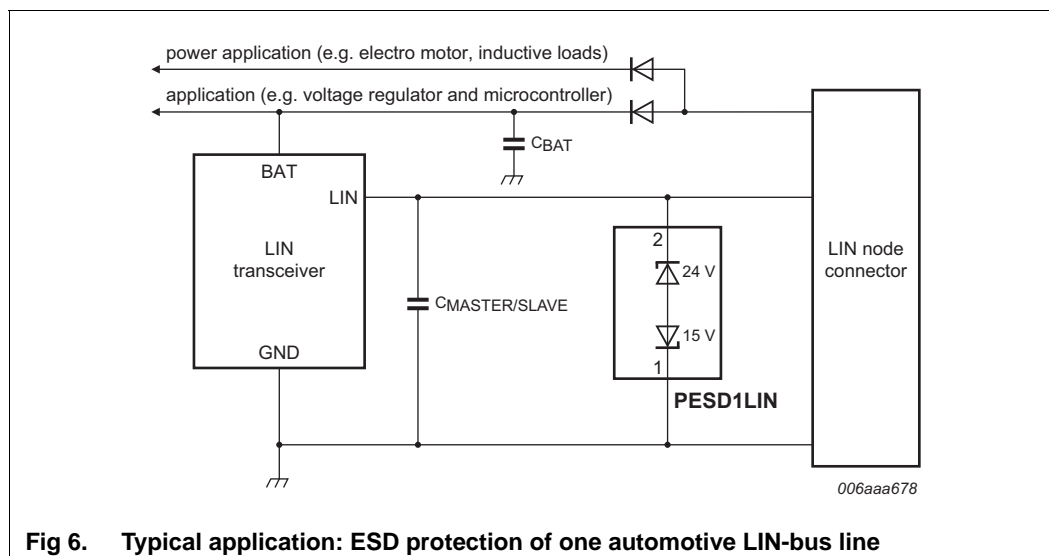 power application (e.g. electro motor, inductive loads)
application (e.g. voltage regulator and microcontroller)
CBAT
BAT
LIN
LIN
transceiver
GND
CMASTER/SLAVE
2
24 V
15 V
1
PESD1LIN
LIN node
connector
006aaa678
Fig 6. Typical application: ESD protection of one automotive LIN-bus line